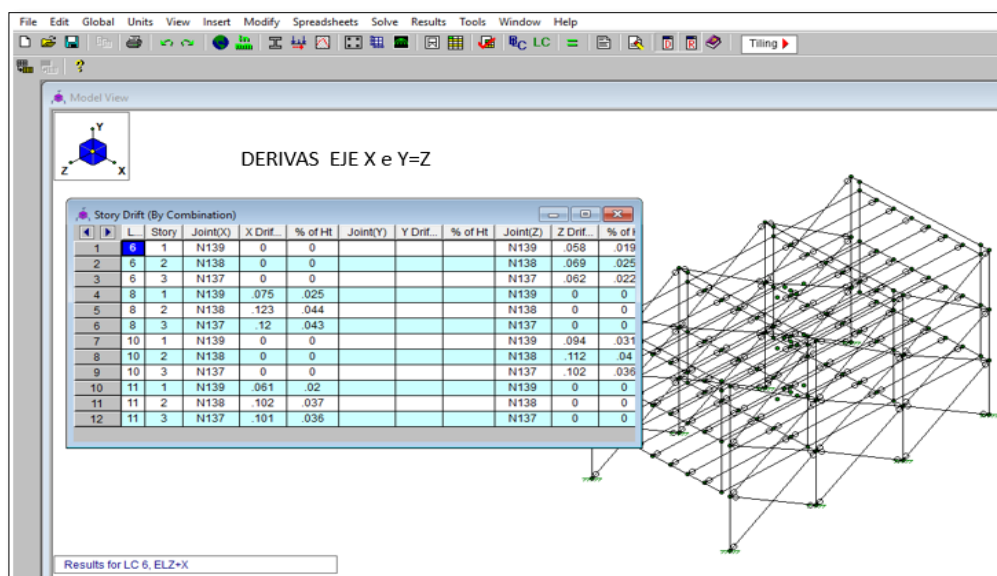 File Edit Global Units View Insert Modify Spreadsheets Solve Results Tools Window Help
LC Tiling
Model View
Y
Z X
DERIVAS EJE X e Y=Z
Story Drift (By Combination)
L... Story Joint(X) X Drif... % of Ht Joint(Y) Y Drif... % of Ht Joint(Z) Z Drif... % of H
1 6 1 N139 0 0 N139 .058 .019
2 6 2 N138 0 0 N138 .069 .025
3 6 3 N137 0 0 N137 .062 .022
4 8 1 N139 .075 .025 N139 0 0
5 8 2 N138 .123 .044 N138 0 0
6 8 3 N137 .12 .043 N137 0 0
7 10 1 N139 0 0 N139 .094 .031
8 10 2 N138 0 0 N138 .112 .04
9 10 3 N137 0 0 N137 .102 .036
10 11 1 N139 .061 .02 N139 0 0
11 11 2 N138 .102 .037 N138 0 0
12 11 3 N137 .101 .036 N137 0 0
Results for LC 6, ELZ+X